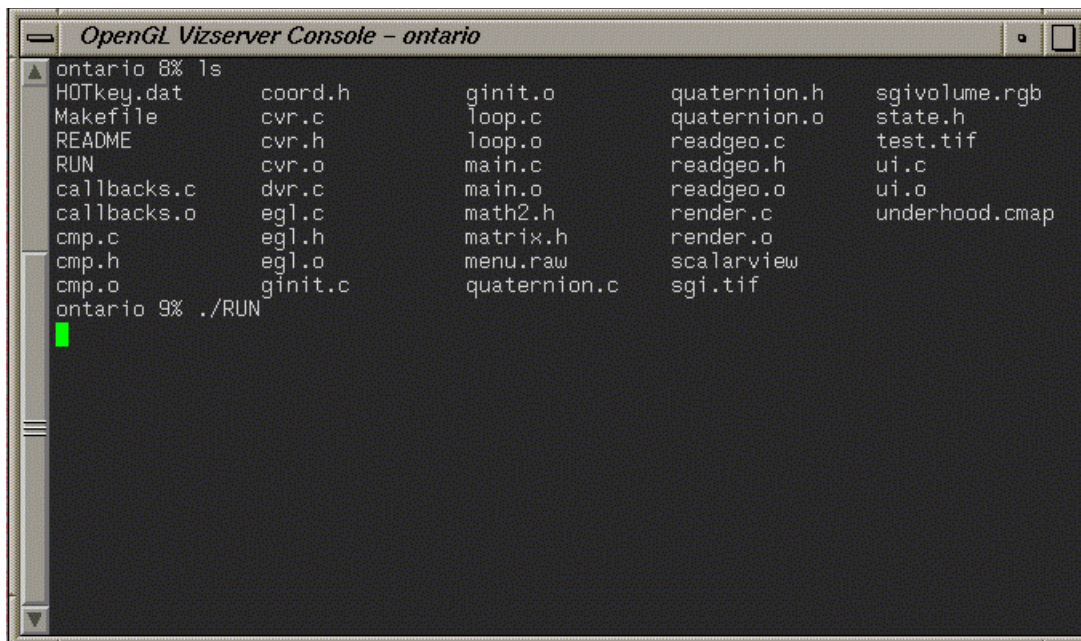 OpenGL Vizserver Console – ontario
ontario 8% ls
HOTkey.dat coord.h ginit.o quaternion.h sgivolume.rgb
Makefile cvr.c loop.c quaternion.o state.h
README cvr.h loop.o readgeo.c test.tif
RUN cvr.o main.c readgeo.h ui.c
callbacks.c dvr.c main.o readgeo.o ui.o
callbacks.o egl.c math2.h render.c underhood.cmap
cmp.c egl.h matrix.h render.o
cmp.h egl.o menu.raw scalarview
cmp.o ginit.c quaternion.c sgi.tif
ontario 9% ./RUN